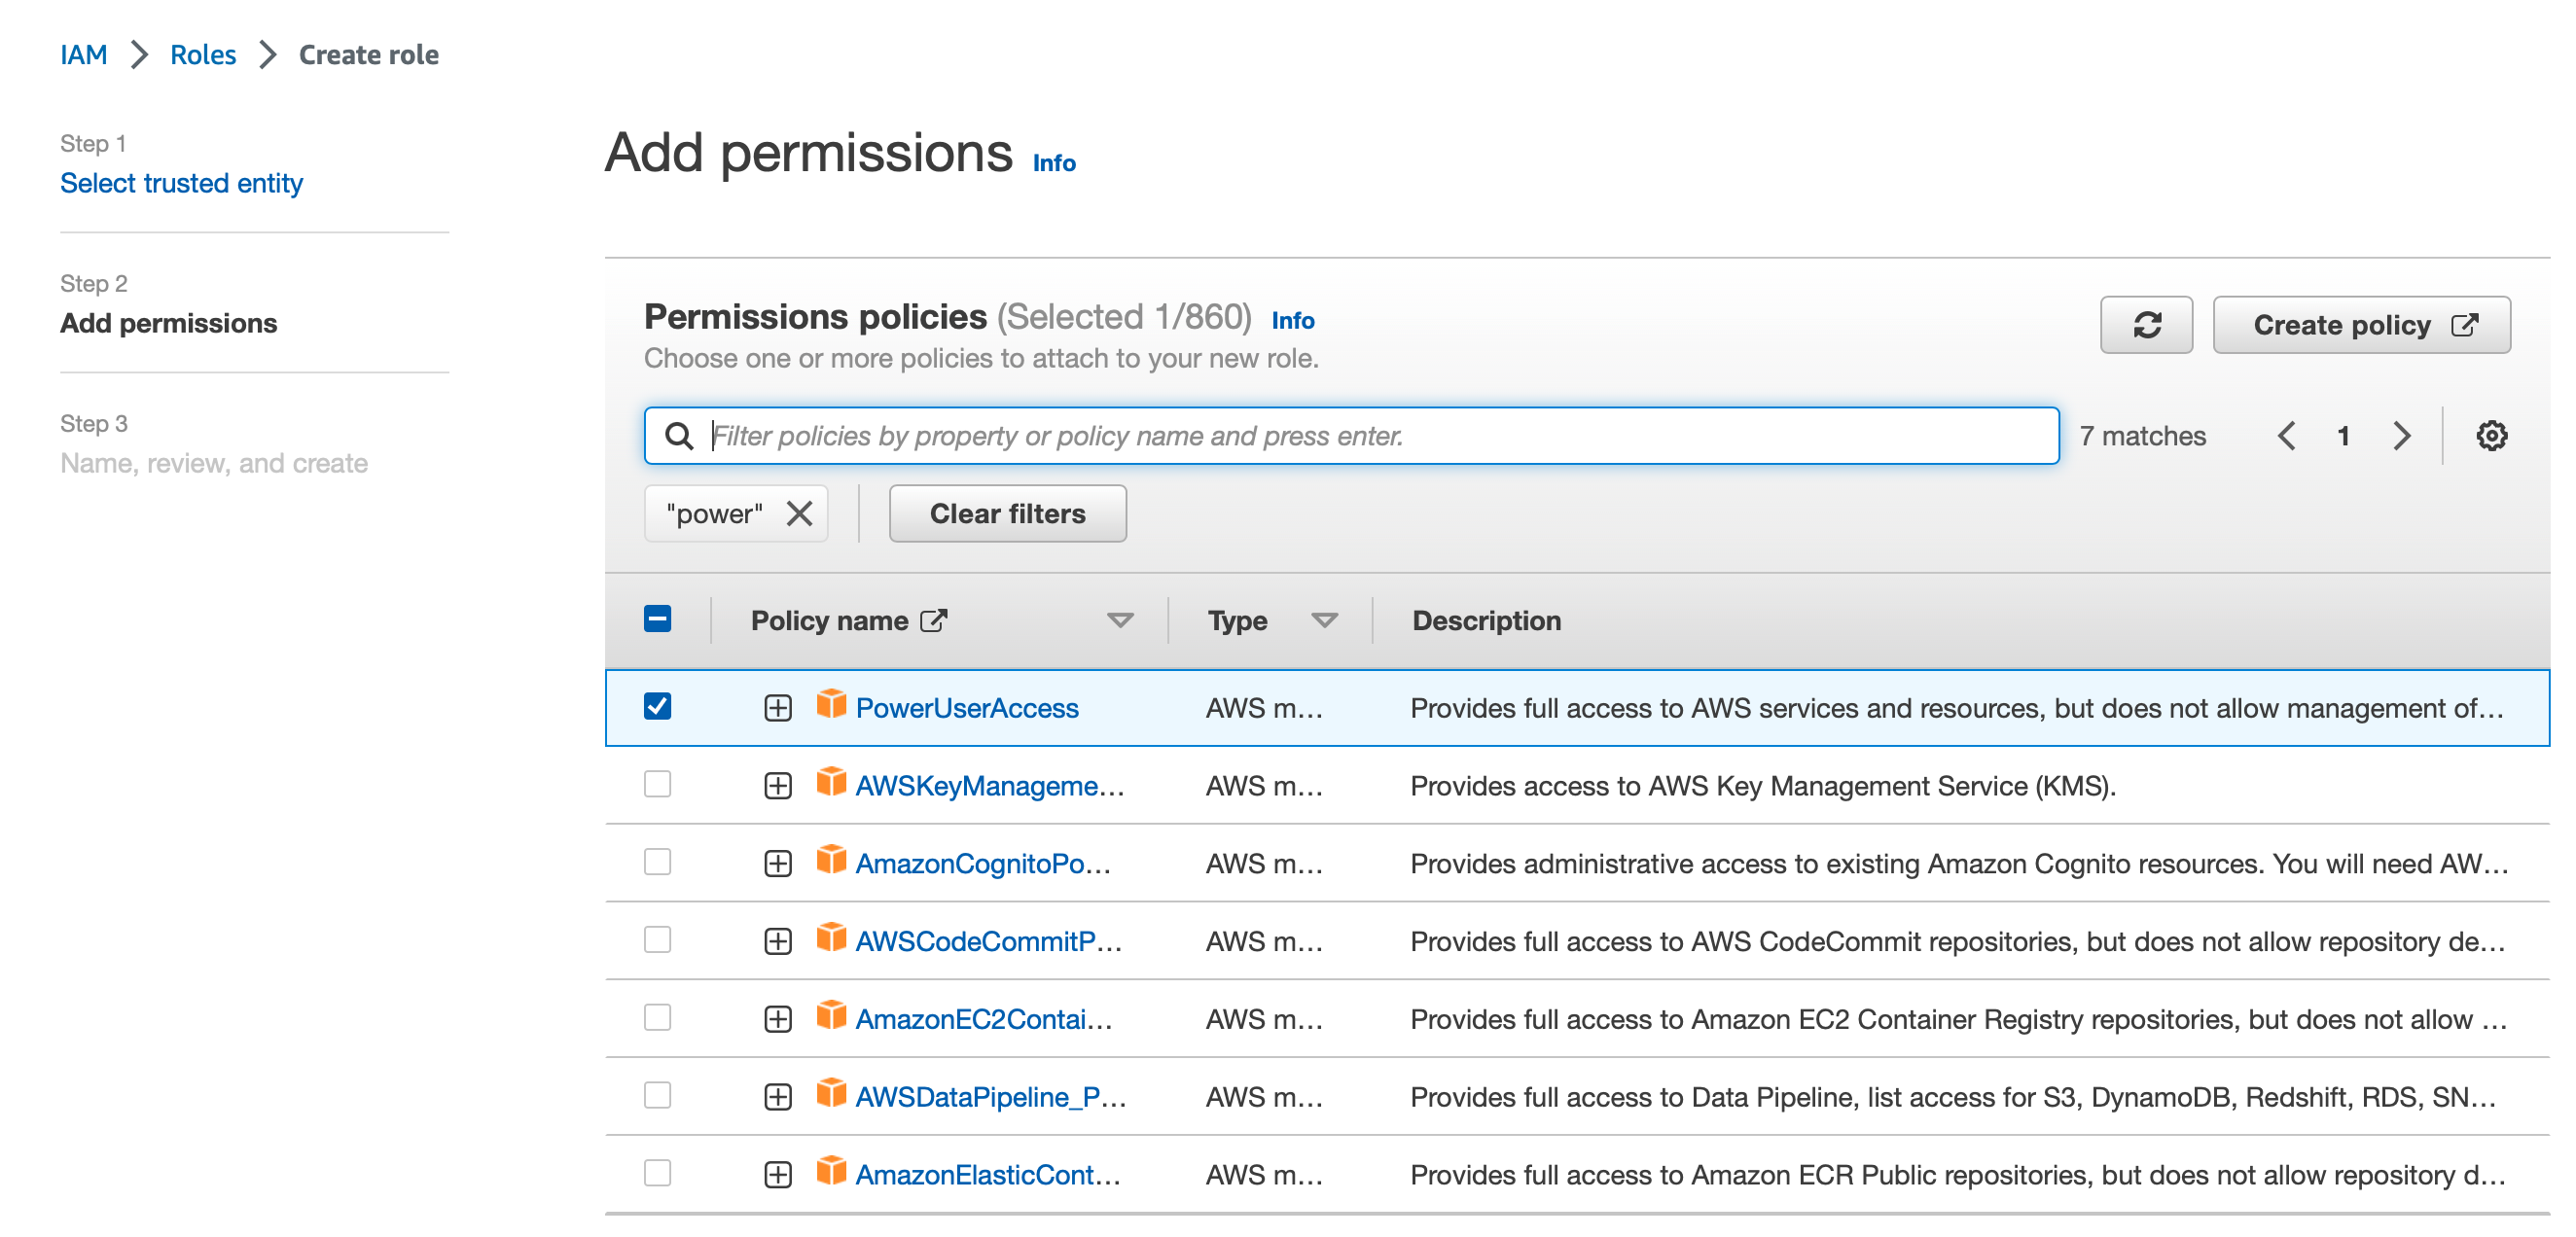 IAM > Roles > Create role
Step 1
Select trusted entity
Step 2
Add permissions
Step 3
Name, review, and create
Add permissions Info
Permissions policies (Selected 1/860) Info
Choose one or more policies to attach to your new role.
Create policy
Filter policies by property or policy name and press enter.
7 matches
1
"power"
Clear filters
Policy name Type Description
PowerUserAccess AWS m... Provides full access to AWS services and resources, but does not allow management of...
AWSKeyManageme... AWS m... Provides access to AWS Key Management Service (KMS).
AmazonCognitoPo... AWS m... Provides administrative access to existing Amazon Cognito resources. You will need AW...
AWSCodeCommitP... AWS m... Provides full access to AWS CodeCommit repositories, but does not allow repository de...
AmazonEC2Contai... AWS m... Provides full access to Amazon EC2 Container Registry repositories, but does not allow ...
AWSDataPipeline_P... AWS m... Provides full access to Data Pipeline, list access for S3, DynamoDB, Redshift, RDS, SN...
AmazonElasticCont... AWS m... Provides full access to Amazon ECR Public repositories, but does not allow repository d...